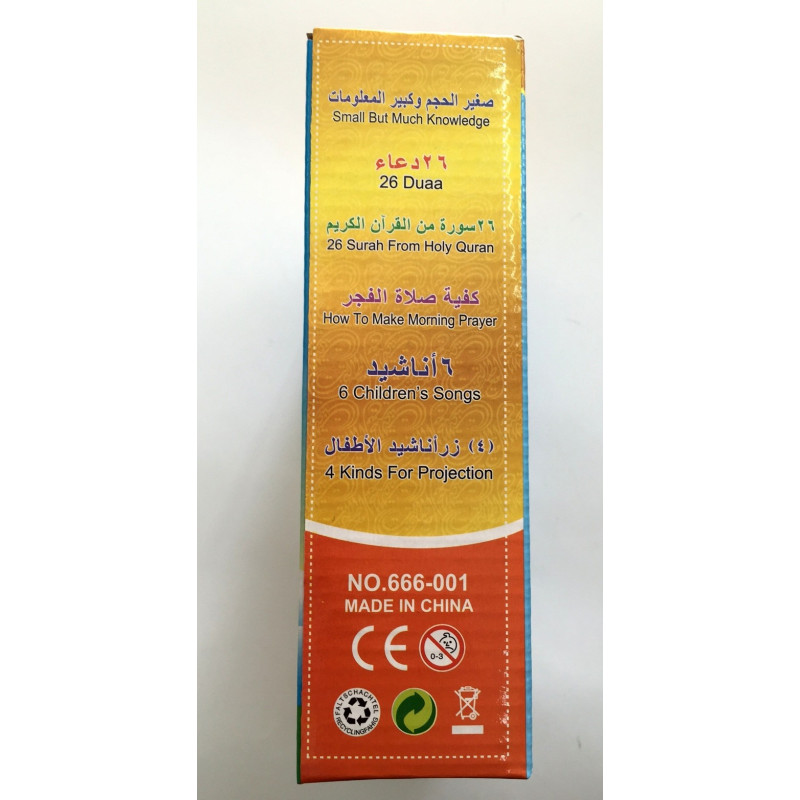 صغير الحجم وكبير المعلومات
Small But Much Knowledge
٢٦ دعاء
26 Duaa
٢٦ سورة من القرآن الكريم
26 Surah From Holy Quran
كفية صلاة الفجر
How To Make Morning Prayer
٦ أناشيد
6 Children's Songs
(٤) زرأناشيد الأطفال
4 Kinds For Projection
NO.666-001
MADE IN CHINA
CE
0-3
FALTSCHACHTEL
RECYCLINGFÄHIG